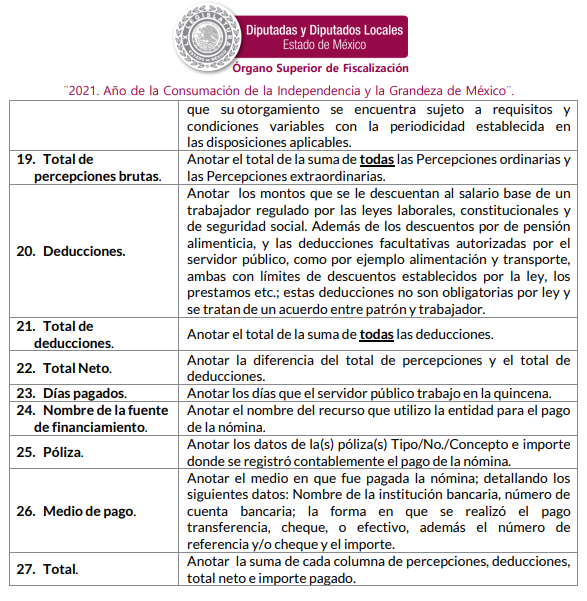 LEGISLATIVO
Diputadas y Diputados Locales
Estado de México
Órgano Superior de Fiscalización
¨2021. Año de la Consumación de la Independencia y la Grandeza de México¨.
que su otorgamiento se encuentra sujeto a requisitos y
condiciones variables con la periodicidad establecida en
las disposiciones aplicables.
19. Total de
percepciones brutas.
Anotar el total de la suma de todas las Percepciones ordinarias y
las Percepciones extraordinarias.
20. Deducciones.
Anotar los montos que se le descuentan al salario base de un
trabajador regulado por las leyes laborales, constitucionales y
de seguridad social. Además de los descuentos por de pensión
alimenticia, y las deducciones facultativas autorizadas por el
servidor público, como por ejemplo alimentación y transporte,
ambas con límites de descuentos establecidos por la ley, los
prestamos etc.; estas deducciones no son obligatorias por ley y
se tratan de un acuerdo entre patrón y trabajador.
21. Total de
deducciones.
Anotar el total de la suma de todas las deducciones.
22. Total Neto.
Anotar la diferencia del total de percepciones y el total de
deducciones.
23. Días pagados.
Anotar los días que el servidor público trabajo en la quincena.
24. Nombre de la fuente
de financiamiento.
Anotar el nombre del recurso que utilizo la entidad para el pago
de la nómina.
25. Póliza.
Anotar los datos de la(s) póliza(s) Tipo/No./Concepto e importe
donde se registró contablemente el pago de la nómina.
26. Medio de pago.
Anotar el medio en que fue pagada la nómina; detallando los
siguientes datos: Nombre de la institución bancaria, número de
cuenta bancaria; la forma en que se realizó el pago
transferencia, cheque, o efectivo, además el número de
referencia y/o cheque y el importe.
27. Total.
Anotar la suma de cada columna de percepciones, deducciones,
total neto e importe pagado.